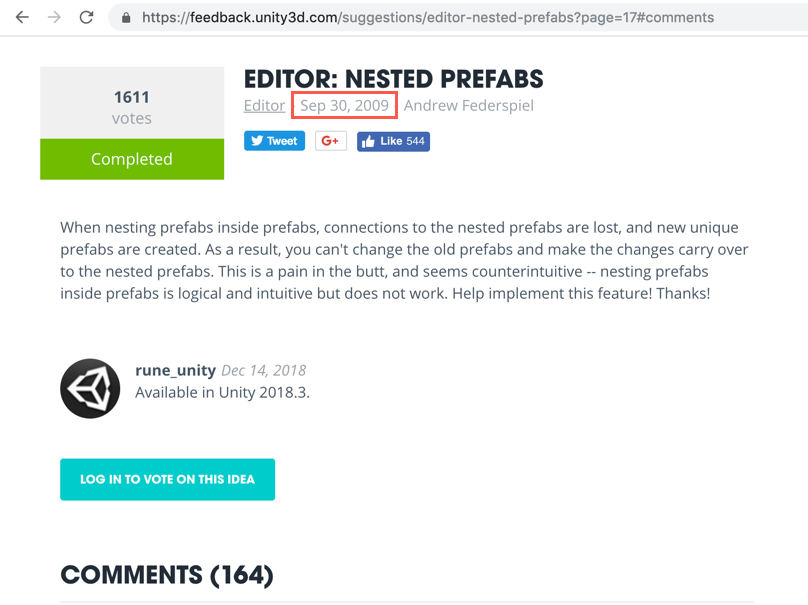 https://feedback.unity3d.com/suggestions/editor-nested-prefabs?page=17#comments
1611
votes
Completed
EDITOR: NESTED PREFABS
Editor Sep 30, 2009 Andrew Federspiel
Tweet G+ Like 544
When nesting prefabs inside prefabs, connections to the nested prefabs are lost, and new unique
prefabs are created. As a result, you can't change the old prefabs and make the changes carry over
to the nested prefabs. This is a pain in the butt, and seems counterintuitive -- nesting prefabs
inside prefabs is logical and intuitive but does not work. Help implement this feature! Thanks!
rune_unity Dec 14, 2018
Available in Unity 2018.3.
LOG IN TO VOTE ON THIS IDEA
COMMENTS (164)